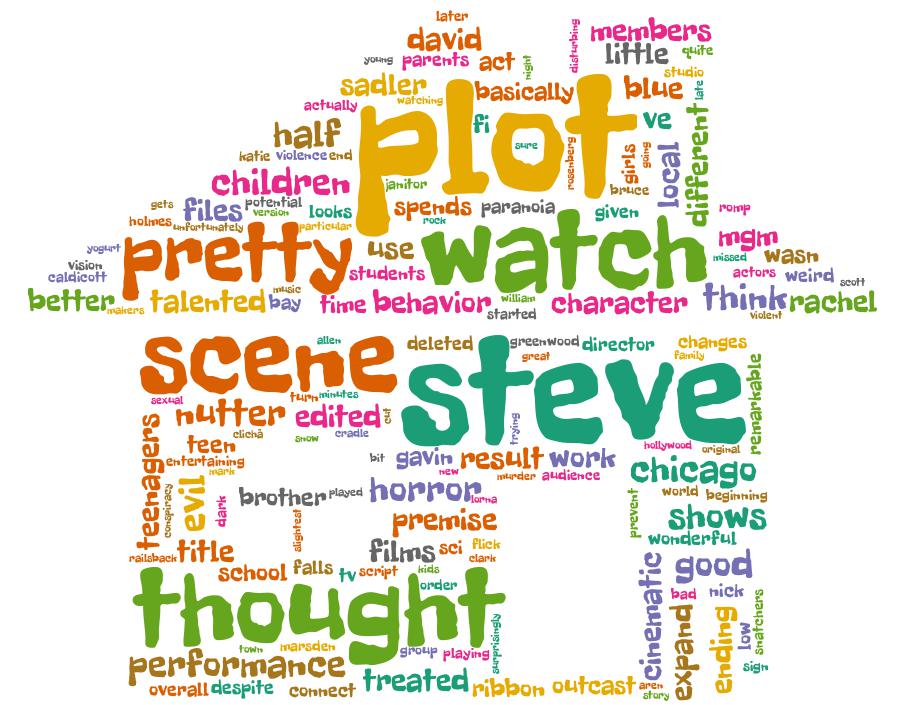 later
david members
young parents act night disturbing little quite
sadler watching basically blue studio late
actually plot fi sure ve
half rosenberg girls going local different
katie violence end
children janitor bruce
gets files potential version looks spends paranoia given romp
holmes unfortunately particular rock
yogurt pretty use watch mgm
vision students missed wasn
caldicott actors weird scott
better makers talented music bay time behavior william character think rachel
started violent
scene allen deleted steve greenwood director changes
great family
sexual turn minutes remarkable
teenagers nutter edited cut
clichã snow cradle trying
teen hollywood original
entertaining bit gavin result work
mark new murder audience chicago
conspiracy evil dark brother played horror lorna prevent world beginning
slightest premise shows
wonderful
railsback title films sci flick
clark cinematic good
school falls tv script kids
thought order bad nick
expand ending low snatchers
town marsden group playing surprisingly
performance sign
overall despite connect treated ribbon outcast aren
story